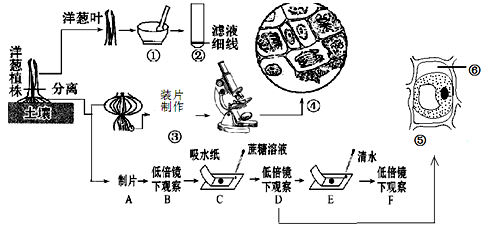 洋葱叶
滤液
细线
①
②
洋葱
植株
分离
土壤
装片
制作
③
④
⑥
⑤
吸水纸
蔗糖溶液
清水
制片
低倍镜
下观察
低倍镜
下观察
低倍镜
下观察
A
B
C
D
E
F